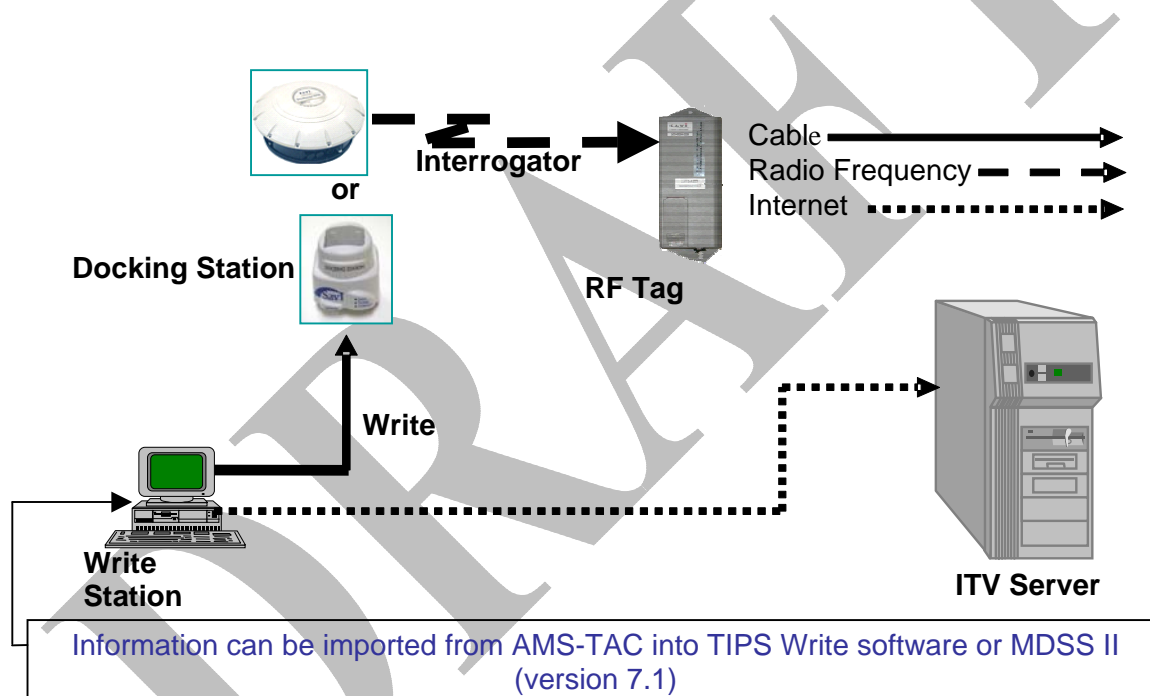 Interrogator
or
Docking Station
RF Tag
Cable
Radio Frequency
Internet
Write
Write
Station
ITV Server
Information can be imported from AMS-TAC into TIPS Write software or MDSS II
(version 7.1)
DRAFT